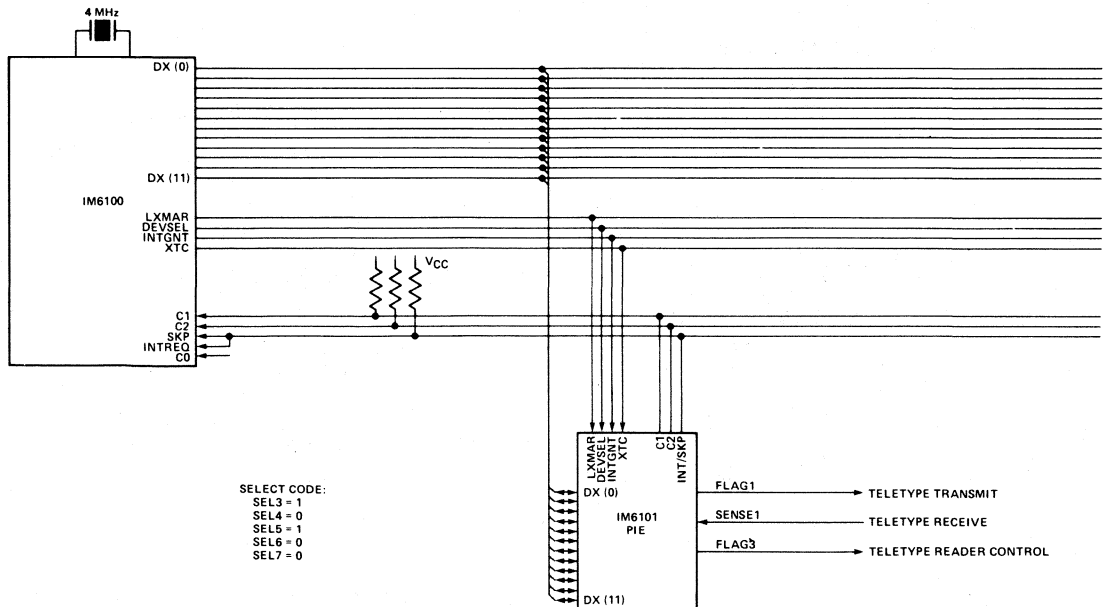 4 MHz
DX (0)
DX (11)
IM6100
LXMAR
DEVSEL
INTGNT
XTC
VCC
C1
C2
SKP
INTREQ
C0
LXMAR
DEVSEL
INTGNT
XTC
C1
C2
INT/SKP
SELECT CODE:
SEL3 = 1
SEL4 = 0
SEL5 = 1
SEL6 = 0
SEL7 = 0
DX (0)
IM6101
PIE
DX (11)
FLAG1
TELETYPE TRANSMIT
SENSE1
TELETYPE RECEIVE
FLAG3
TELETYPE READER CONTROL